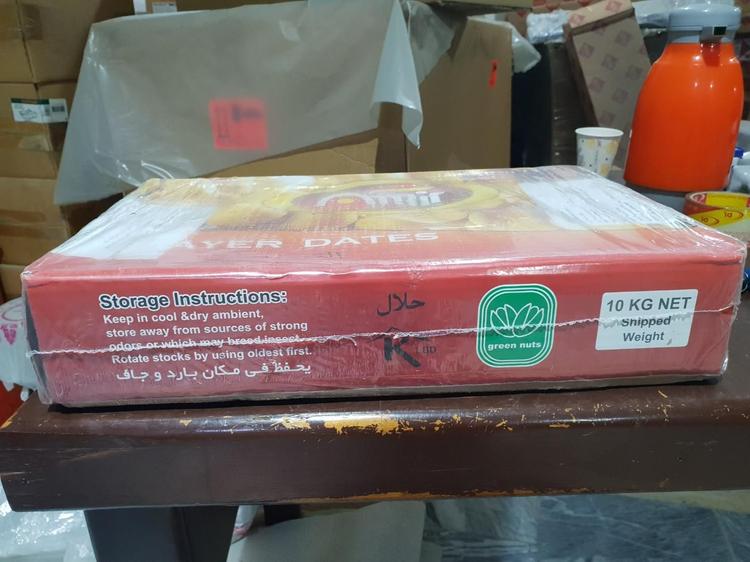 AYER DATES
Storage Instructions:
Keep in cool &dry ambient,
store away from sources of strong
odors or which may breed insect.
Rotate stocks by using oldest first.
يحفظ في مكان بارد و جاف
حلال
K
LBD
green nuts
10 KG NET
Shipped
Weight